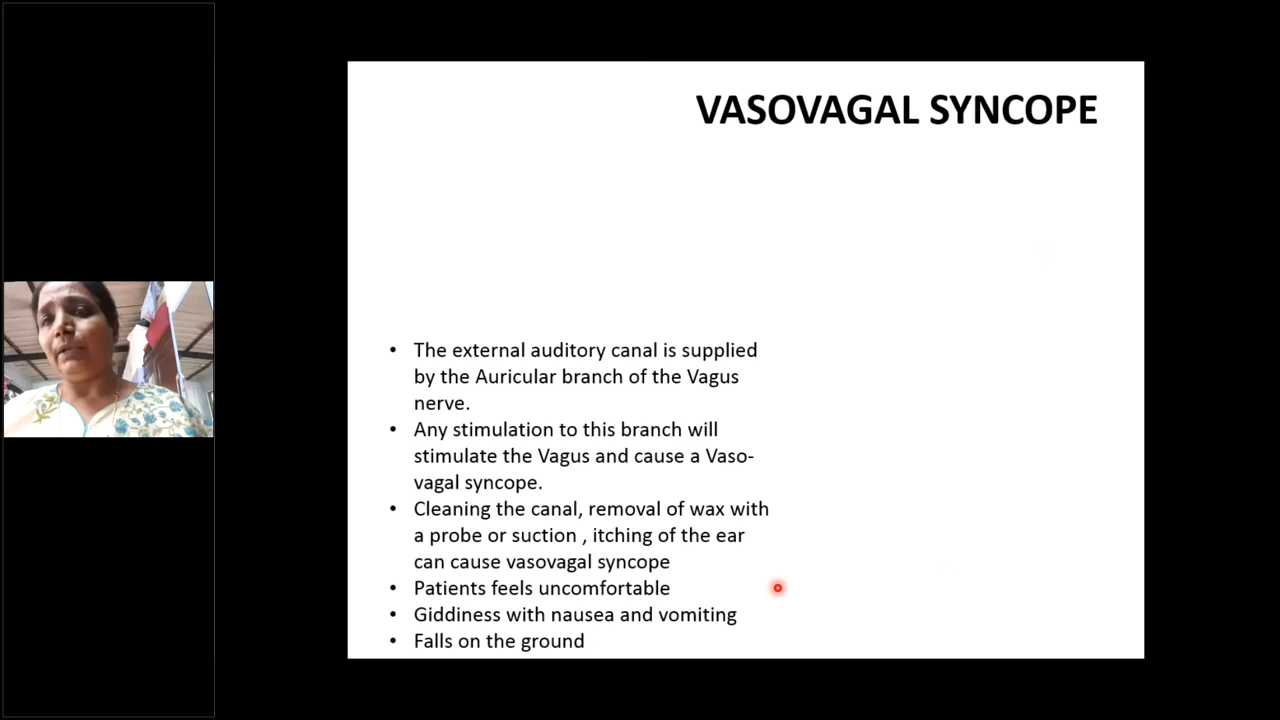 VASOVAGAL SYNCOPE
• The external auditory canal is supplied
by the Auricular branch of the Vagus
nerve.
• Any stimulation to this branch will
stimulate the Vagus and cause a Vaso-
vagal syncope.
• Cleaning the canal, removal of wax with
a probe or suction , itching of the ear
can cause vasovagal syncope
• Patients feels uncomfortable
• Giddiness with nausea and vomiting
• Falls on the ground